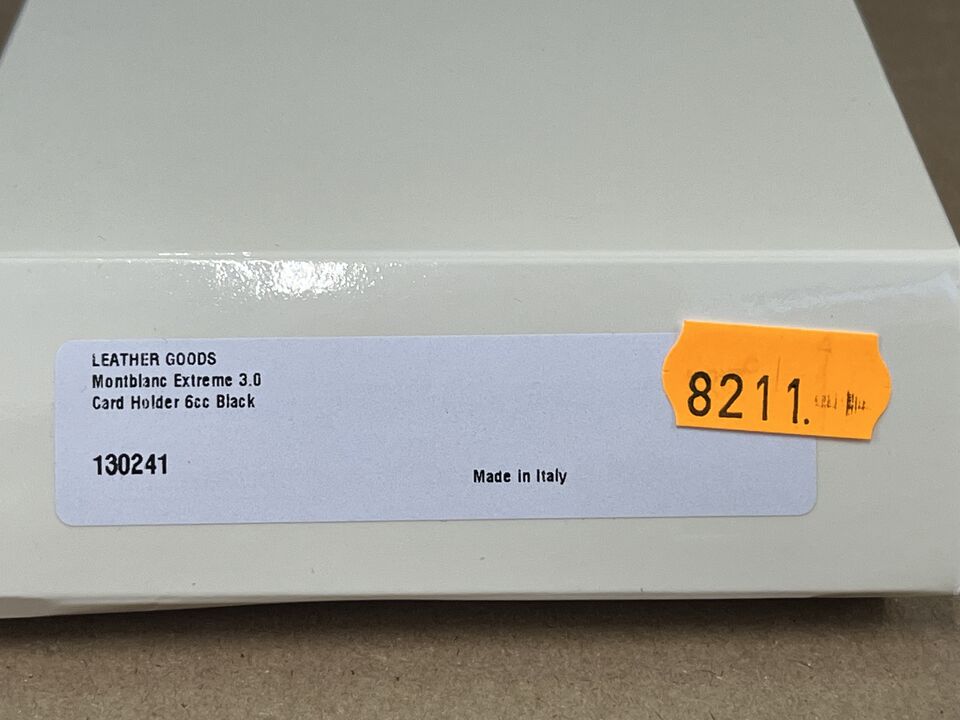 LEATHER GOODS
Montblanc Extreme 3.0
Card Holder 6cc Black
130241
Made in Italy
8211.